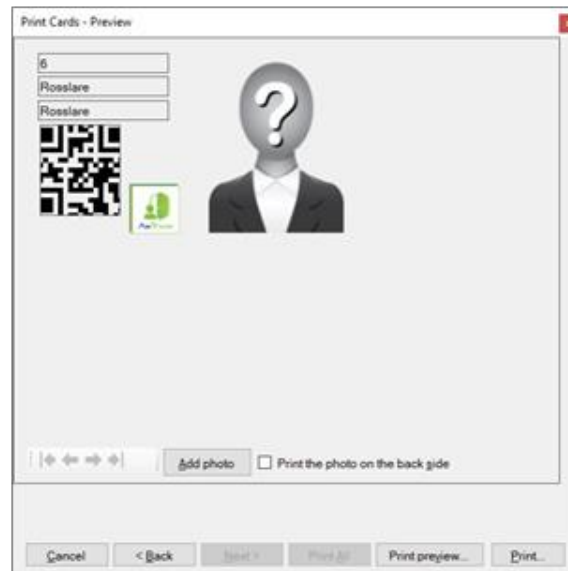 Print Cards - Preview
6
Rosslare
Rosslare
?
Add photo
Print the photo on the back side
Cancel
< Back
Next >
Print All
Print preview...
Print...